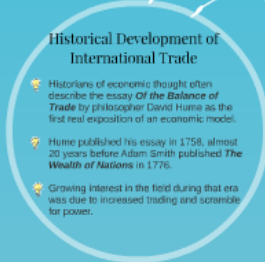 Historical Development of
International Trade
Historians of economic thought often
describe the essay Of the Balance of
Trade by philosopher David Hume as the
first real exposition of an economic model.
Hume published his essay in 1758, almost
20 years before Adam Smith published The
Wealth of Nations in 1776.
Growing interest in the field during that era
was due to increased trading and scramble
for power.